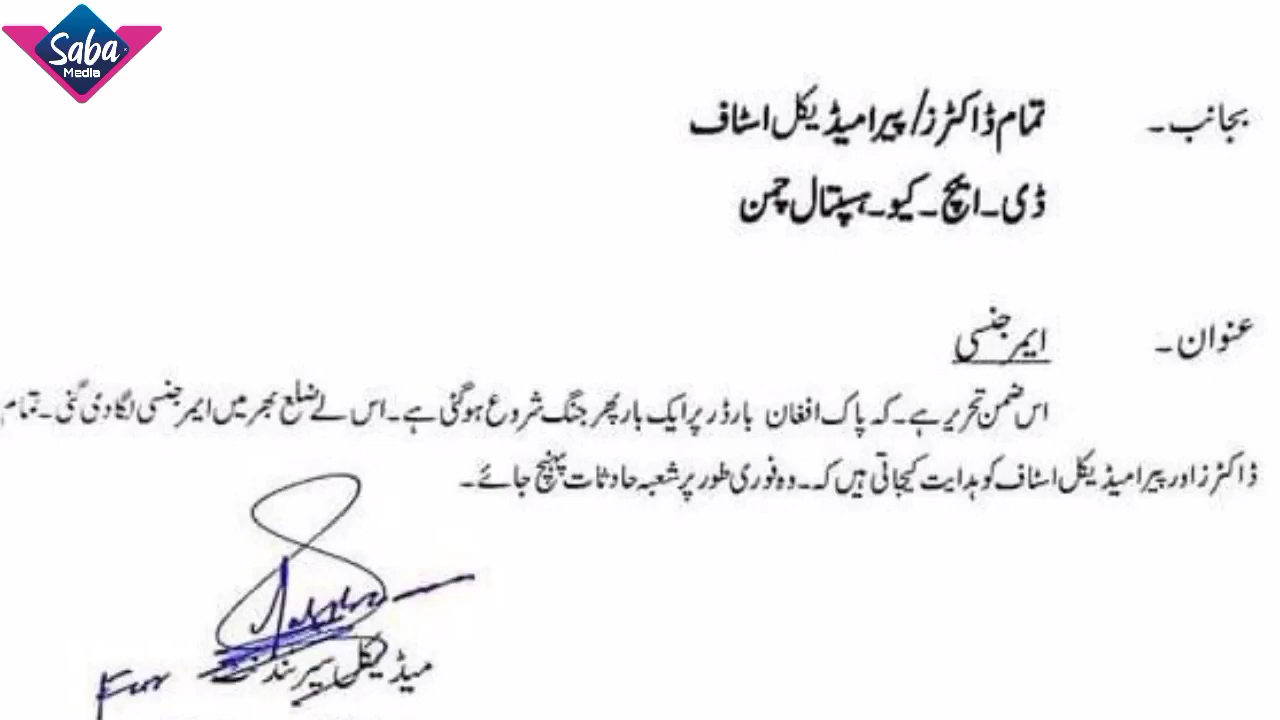 Saba
Media
بجانب۔ تمام ڈاکٹرز/پیرامیڈیکل اسٹاف
ڈی۔ایچ۔کیو۔ہسپتال چمن
عنوان۔ ایمرجنسی
اس ضمن تحریر ہے۔کہ پاک افغان بارڈر پر ایک بار پھر جنگ شروع ہوگئی ہے۔اس لے ضلع بھر میں ایمرجنسی لگادی گئی۔تمام
ڈاکٹرز اور پیرامیڈیکل اسٹاف کو ہدایت کیجاتی ہیں کہ۔وہ فوری طور پر شعبہ حادثات پہنچ جائے۔
For میڈیکل سپرنٹنڈنٹ